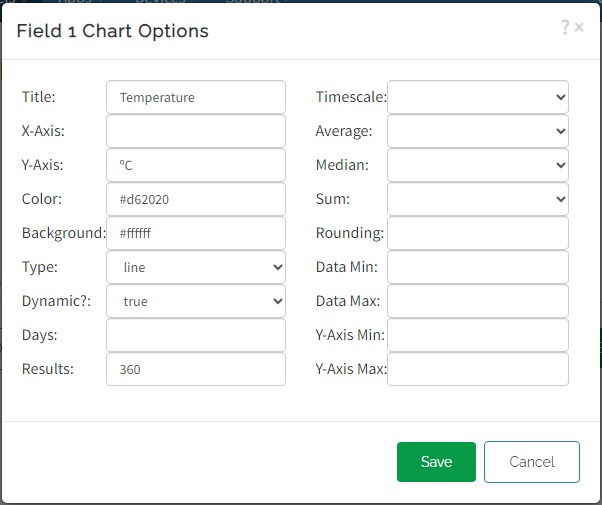 Field 1 Chart Options
? ×
Title: Temperature
X-Axis:
Y-Axis: °C
Color: #d62020
Background: #ffffff
Type: line
Dynamic?: true
Days:
Results: 360
Timescale:
Average:
Median:
Sum:
Rounding:
Data Min:
Data Max:
Y-Axis Min:
Y-Axis Max:
Save Cancel